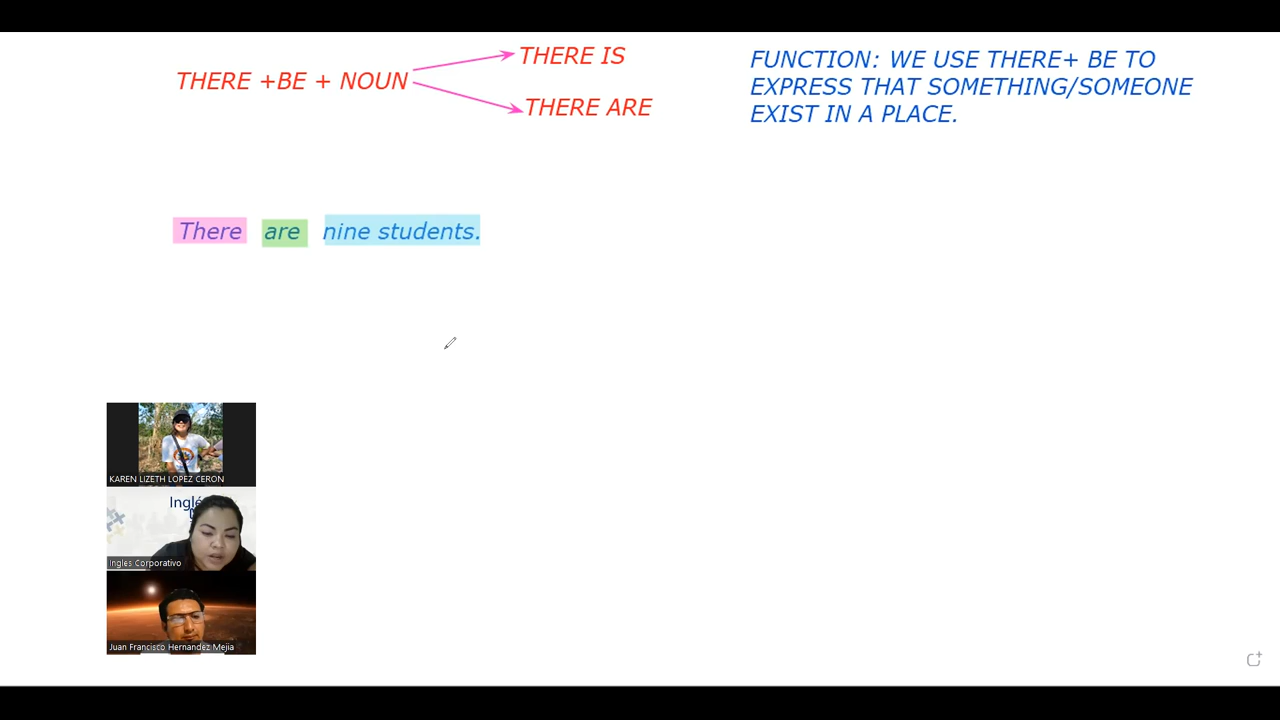 THERE IS
THERE +BE + NOUN
THERE ARE
FUNCTION: WE USE THERE+ BE TO
EXPRESS THAT SOMETHING/SOMEONE
EXIST IN A PLACE.
There are nine students.
KAREN LIZETH LOPEZ CERON
Ingles Corporativo
Juan Francisco Hernandez Mejia